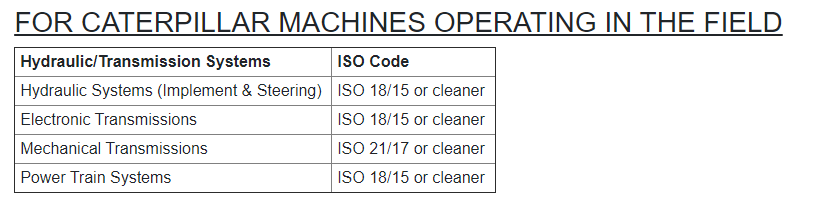 FOR CATERPILLAR MACHINES OPERATING IN THE FIELD
Hydraulic/Transmission Systems ISO Code
Hydraulic Systems (Implement & Steering) ISO 18/15 or cleaner
Electronic Transmissions ISO 18/15 or cleaner
Mechanical Transmissions ISO 21/17 or cleaner
Power Train Systems ISO 18/15 or cleaner